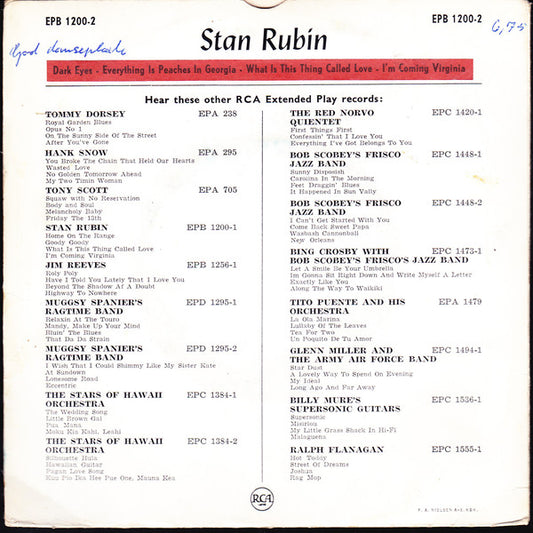 EPB 1200-2
EPB 1200-2
God danseplade
6,75
Stan Rubin
Dark Eyes - Everything Is Peaches In Georgia - What Is This Thing Called Love - I'm Coming Virginia
Hear these other RCA Extended Play records:
TOMMY DORSEY EPA 238
Royal Garden Blues
Opus No 1
On The Sunny Side Of The Street
After You've Gone
HANK SNOW EPA 295
You Broke The Chain That Held Our Hearts
Wasted Love
No Golden Tomorrow Ahead
My Two Timin Woman
TONY SCOTT EPA 705
Squaw with No Reservation
Body and Soul
Melancholy Baby
Friday The 13th
STAN RUBIN EPB 1200-1
Home On The Range
Goody Goody
What Is This Thing Called Love
I'm Coming Virginia
JIM REEVES EPB 1256-1
Roly Poly
Have I Told You Lately That I Love You
Beyond The Shadow Of A Doubt
Highway To Nowhere
MUGGSY SPANIER'S EPD 1295-1
RAGTIME BAND
Relaxin At The Touro
Mandy, Make Up Your Mind
Bluin' The Blues
That Da Da Strain
MUGGSY SPANIER'S EPD 1295-2
RAGTIME BAND
I Wish That I Could Shimmy Like My Sister Kate
At Sundown
Lonesome Road
Eccentric
THE STARS OF HAWAII EPC 1384-1
ORCHESTRA
The Wedding Song
Little Brown Gal
Pua Mana
Moku Kia Kahi, Leahi
THE STARS OF HAWAII EPC 1384-2
ORCHESTRA
Silhouette Hula
Hawaiian Guitar
Pagan Love Song
Kuu Pia Ika Hee Pue One, Mauna Kea
THE RED NORVO EPC 1420-1
QUIENTET
First Things First
Confessin' That I Love You
Everything I've Got Belongs To You
BOB SCOBEY'S FRISCO EPC 1448-1
JAZZ BAND
Sunny Disposish
Carmina In The Morning
Feet Draggin' Blues
It Happened In Sun Vally
BOB SCOBEY'S FRISCO EPC 1448-2
JAZZ BAND
I Can't Get Started With You
Come Back Sweet Papa
Wabash Cannonball
New Orleans
BING CROSBY WITH EPC 1473-1
BOB SCOBEY'S FRISCO'S JAZZ BAND
Let A Smile Be Your Umbrella
I'm Gonna Sit Right Down And Write Myself A Letter
Exactly Like You
Along The Way To Waikiki
TITO PUENTE AND HIS EPA 1479
ORCHESTRA
La Ola Marina
Lullaby Of The Leaves
Tea For Two
Un Poquito De Tu Amor
GLENN MILLER AND EPC 1494-1
THE ARMY AIR FORCE BAND
Star Dust
A Lovely Way To Spend An Evening
My Ideal
Long Ago And Far Away
BILLY MURE'S EPC 1536-1
SUPERSONIC GUITARS
Supersonic
Misirlou
My Little Grass Shack In Hi-Fi
Malaguena
RALPH FLANAGAN EPC 1555-1
Hot Toddy
Street Of Dreams
Joshua
Rag Mop
RCA